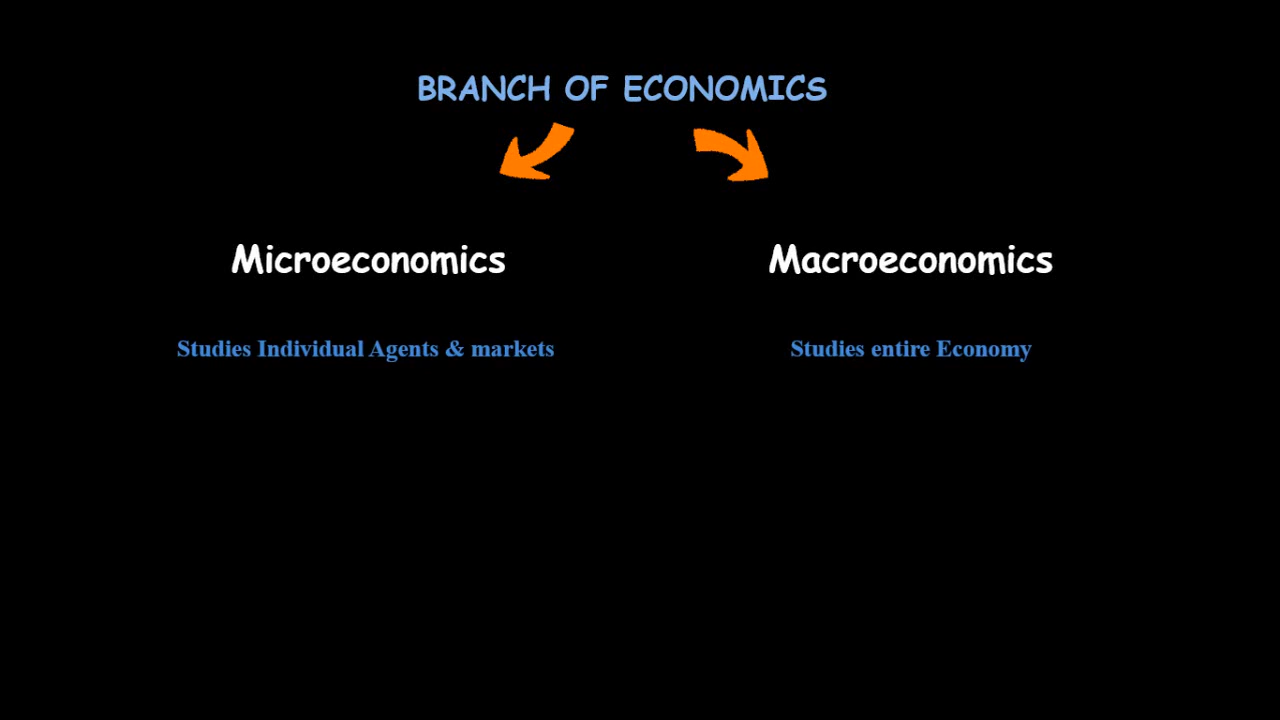 BRANCH OF ECONOMICS
Microeconomics
Macroeconomics
Studies Individual Agents & markets
Studies entire Economy